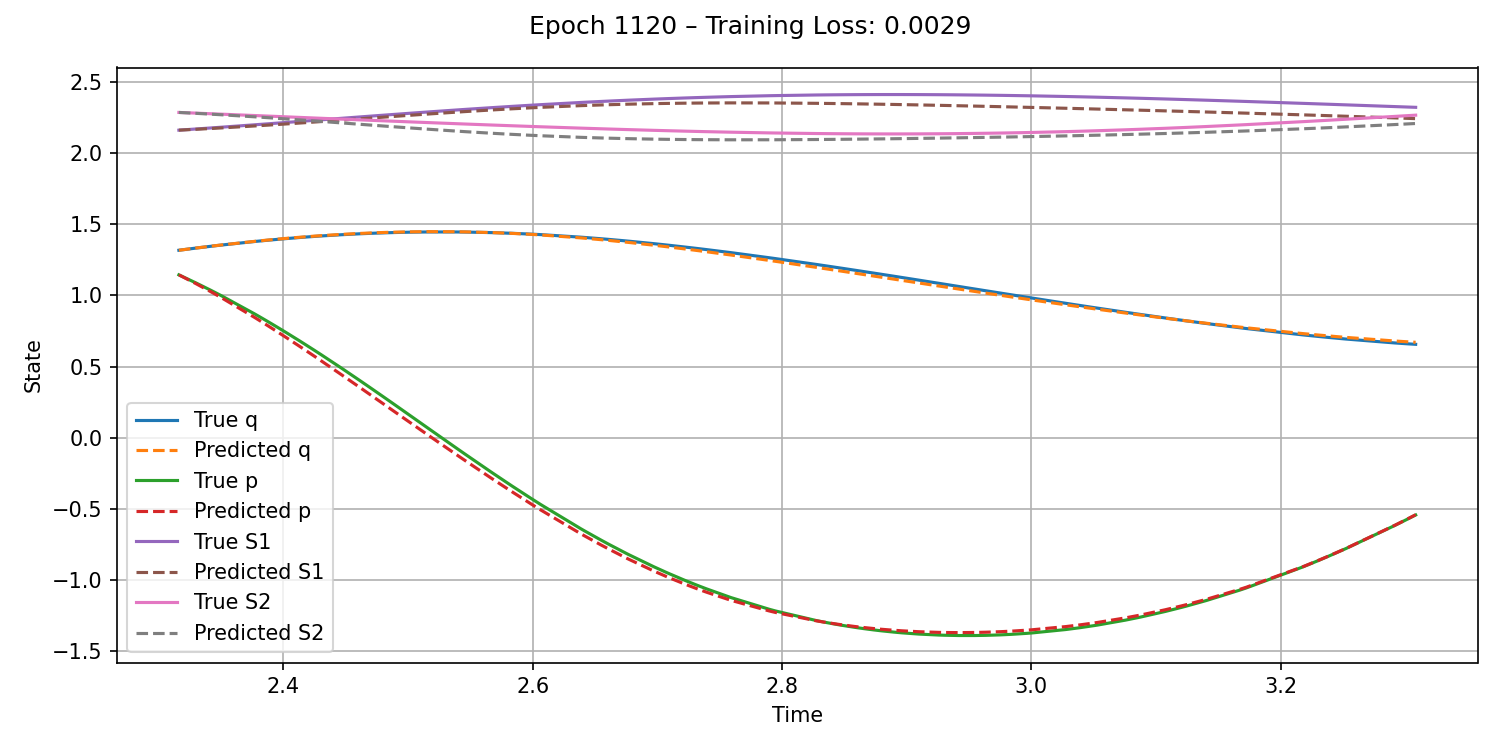 Epoch 1120 – Training Loss: 0.0029
2.5
2.0
1.5
1.0
0.5
0.0
−0.5
−1.0
−1.5
State
True q
Predicted q
True p
Predicted p
True S1
Predicted S1
True S2
Predicted S2
2.4 2.6 2.8 3.0 3.2
Time